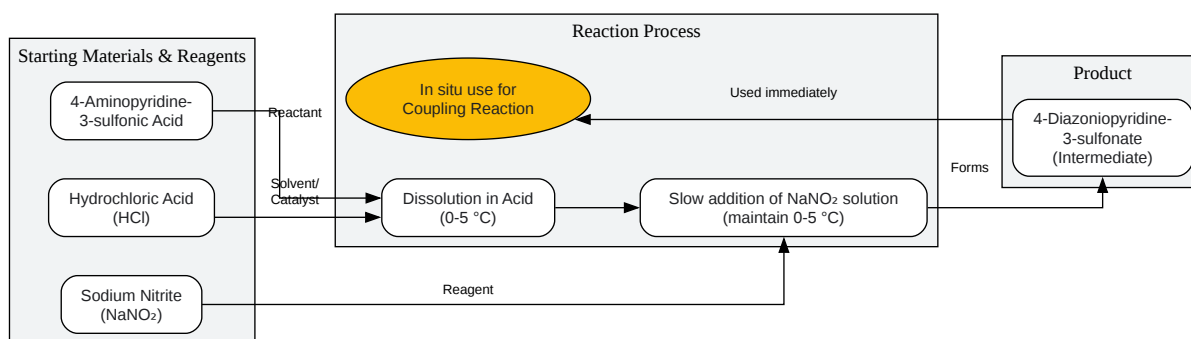 Starting Materials & Reagents
4-Aminopyridine-
3-sulfonic Acid
Hydrochloric Acid
(HCl)
Sodium Nitrite
(NaNO₂)
Reactant
Solvent/
Catalyst
Reagent
Reaction Process
In situ use for
Coupling Reaction
Dissolution in Acid
(0-5 °C)
Slow addition of NaNO₂ solution
(maintain 0-5 °C)
Used immediately
Forms
Product
4-Diazoniopyridine-
3-sulfonate
(Intermediate)